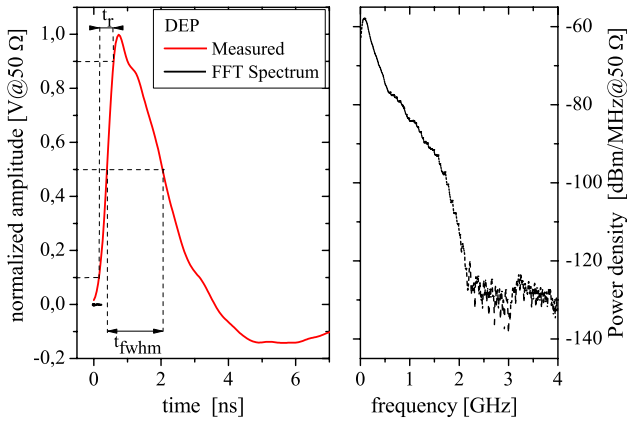 t_r
DEP
Measured
FFT Spectrum
normalized amplitude [V@50 Ω]
1,0
0,8
0,6
0,4
0,2
0,0
-0,2
t_fwhm
0
2
4
6
time [ns]
-60
-80
-100
-120
-140
Power density [dBm/MHz@50 Ω]
0
1
2
3
4
frequency [GHz]